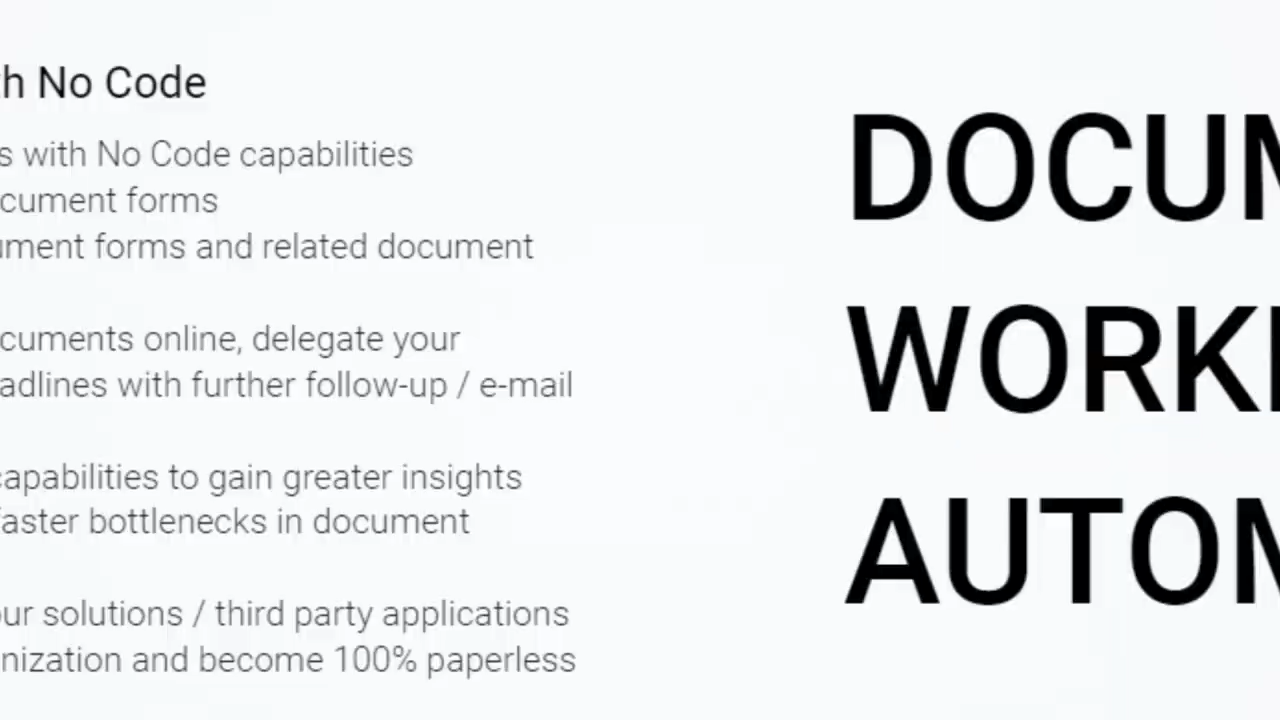 th No Code
s with No Code capabilities
cument forms
ument forms and related document
cuments online, delegate your
adlines with further follow-up / e-mail
capabilities to gain greater insights
faster bottlenecks in document
our solutions / third party applications
nization and become 100% paperless
DOCUM
WORK
AUTOM